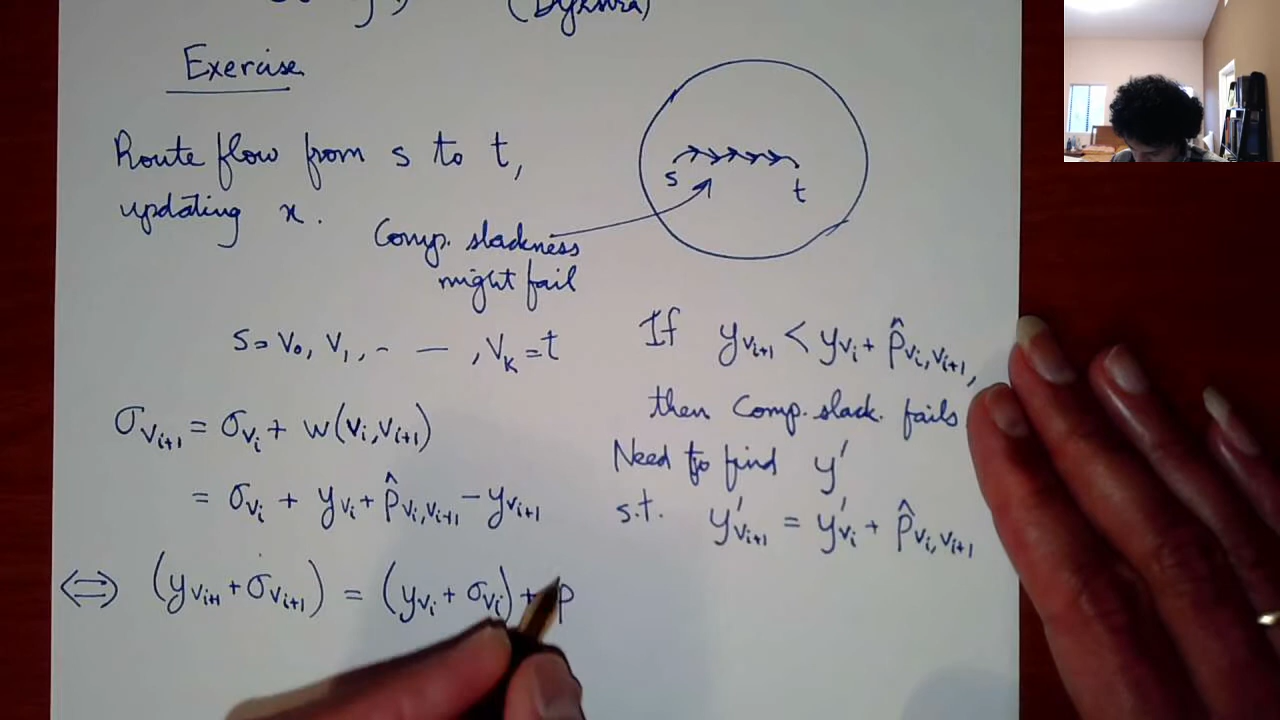 (Dijkstra)
Exercise
Route flow from s to t,
updating x.
s
t
Comp. slackness
might fail
s = v₀, v₁, - — , v_K = t
σ_{v_{i+1}} = σ_{v_i} + w(v_i, v_{i+1})
= σ_{v_i} + y_{v_i} + p̂_{v_i, v_{i+1}} - y_{v_{i+1}}
⇔ (y_{v_{i+1}} + σ_{v_{i+1}}) = (y_{v_i} + σ_{v_i}) + p
If y_{v_{i+1}} < y_{v_i} + p̂_{v_i, v_{i+1}},
then Comp. slack. fails
Need to find y'
s.t. y'_{v_{i+1}} = y'_{v_i} + p̂_{v_i, v_{i+1}}